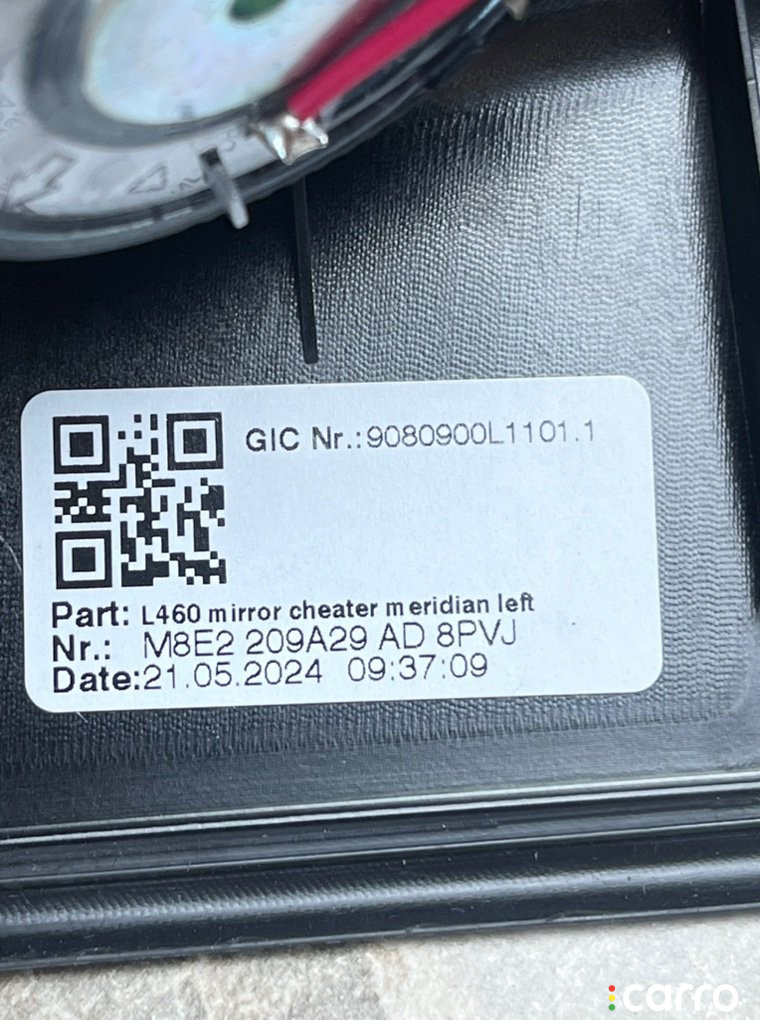 GIC Nr.:9080900L1101.1
Part: L460 mirror cheater meridian left
Nr.: M8E2 209A29 AD 8PVJ
Date:21.05.2024 09:37:09
carro